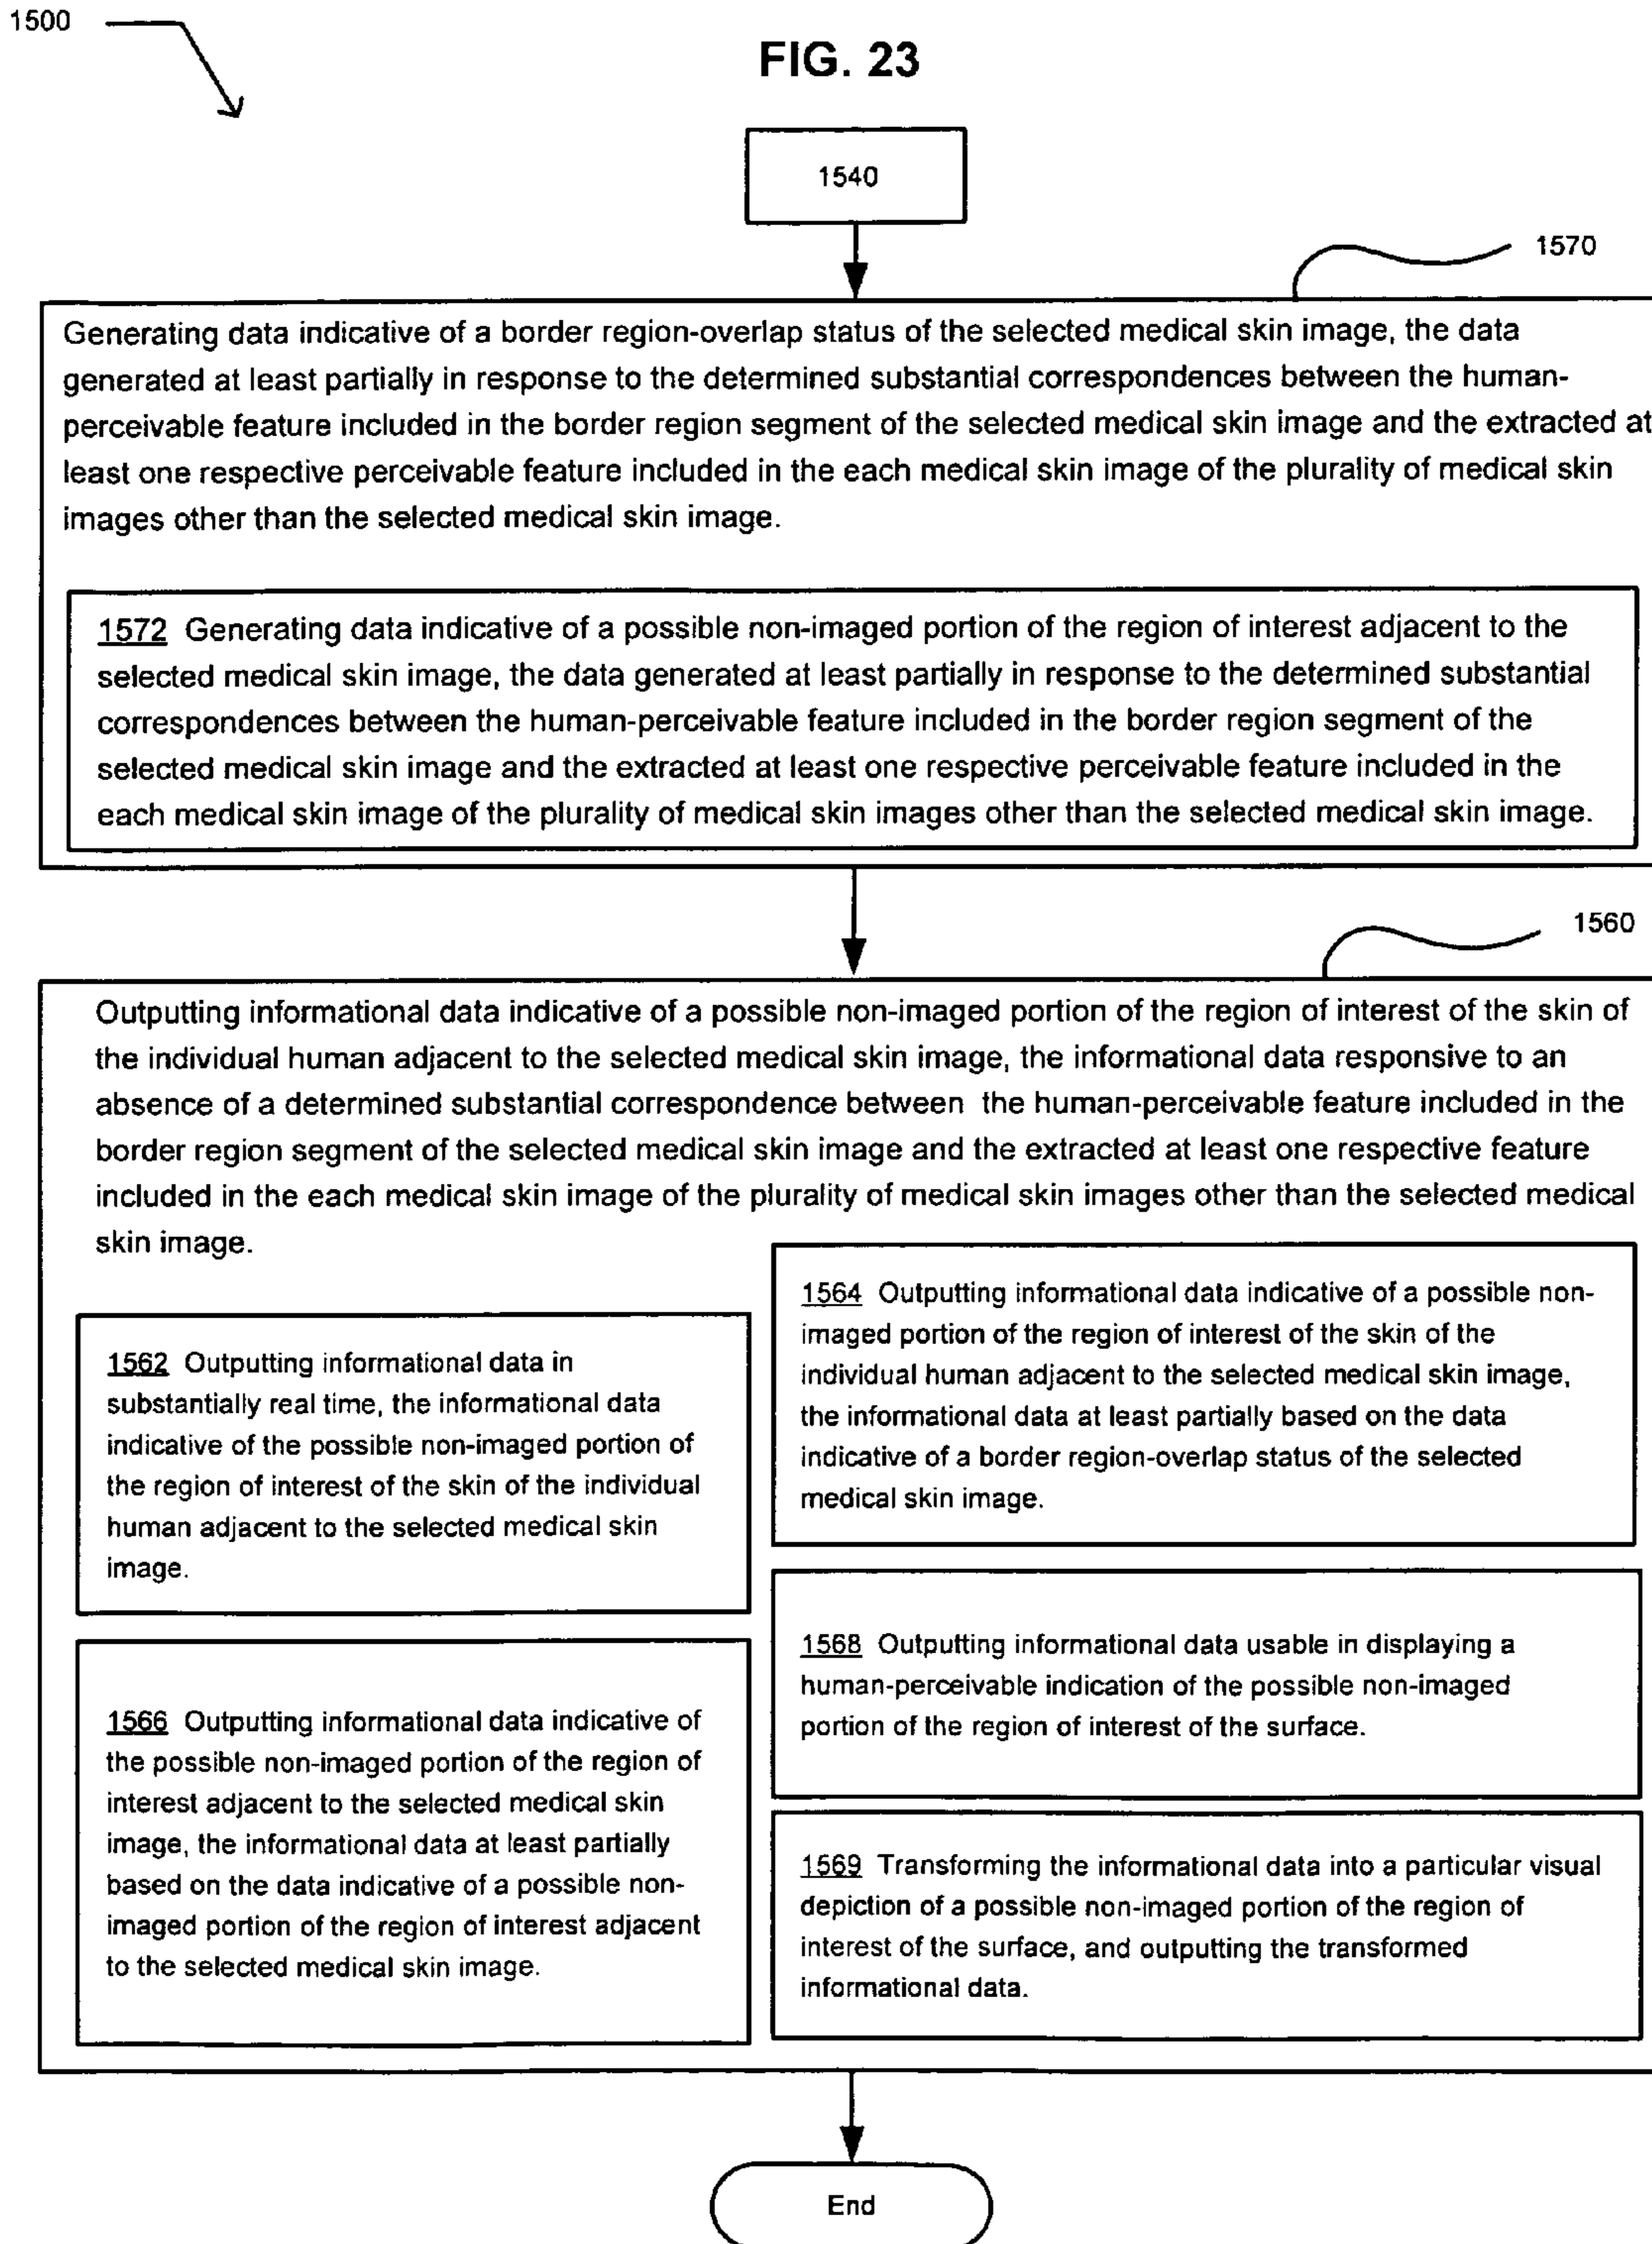 1500
FIG. 23
1540
1570
Generating data indicative of a border region-overlap status of the selected medical skin image, the data
generated at least partially in response to the determined substantial correspondences between the human-
perceivable feature included in the border region segment of the selected medical skin image and the extracted at
least one respective perceivable feature included in the each medical skin image of the plurality of medical skin
images other than the selected medical skin image.
1572 Generating data indicative of a possible non-imaged portion of the region of interest adjacent to the
selected medical skin image, the data generated at least partially in response to the determined substantial
correspondences between the human-perceivable feature included in the border region segment of the
selected medical skin image and the extracted at least one respective perceivable feature included in the
each medical skin image of the plurality of medical skin images other than the selected medical skin image.
1560
Outputting informational data indicative of a possible non-imaged portion of the region of interest of the skin of
the individual human adjacent to the selected medical skin image, the informational data responsive to an
absence of a determined substantial correspondence between the human-perceivable feature included in the
border region segment of the selected medical skin image and the extracted at least one respective feature
included in the each medical skin image of the plurality of medical skin images other than the selected medical
skin image.
1562 Outputting informational data in
substantially real time, the informational data
indicative of the possible non-imaged portion of
the region of interest of the skin of the individual
human adjacent to the selected medical skin
image.
1564 Outputting informational data indicative of a possible non-
imaged portion of the region of interest of the skin of the
individual human adjacent to the selected medical skin image,
the informational data at least partially based on the data
indicative of a border region-overlap status of the selected
medical skin image.
1566 Outputting informational data indicative of
the possible non-imaged portion of the region of
interest adjacent to the selected medical skin
image, the informational data at least partially
based on the data indicative of a possible non-
imaged portion of the region of interest adjacent
to the selected medical skin image.
1568 Outputting informational data usable in displaying a
human-perceivable indication of the possible non-imaged
portion of the region of interest of the surface.
1569 Transforming the informational data into a particular visual
depiction of a possible non-imaged portion of the region of
interest of the surface, and outputting the transformed
informational data.
End